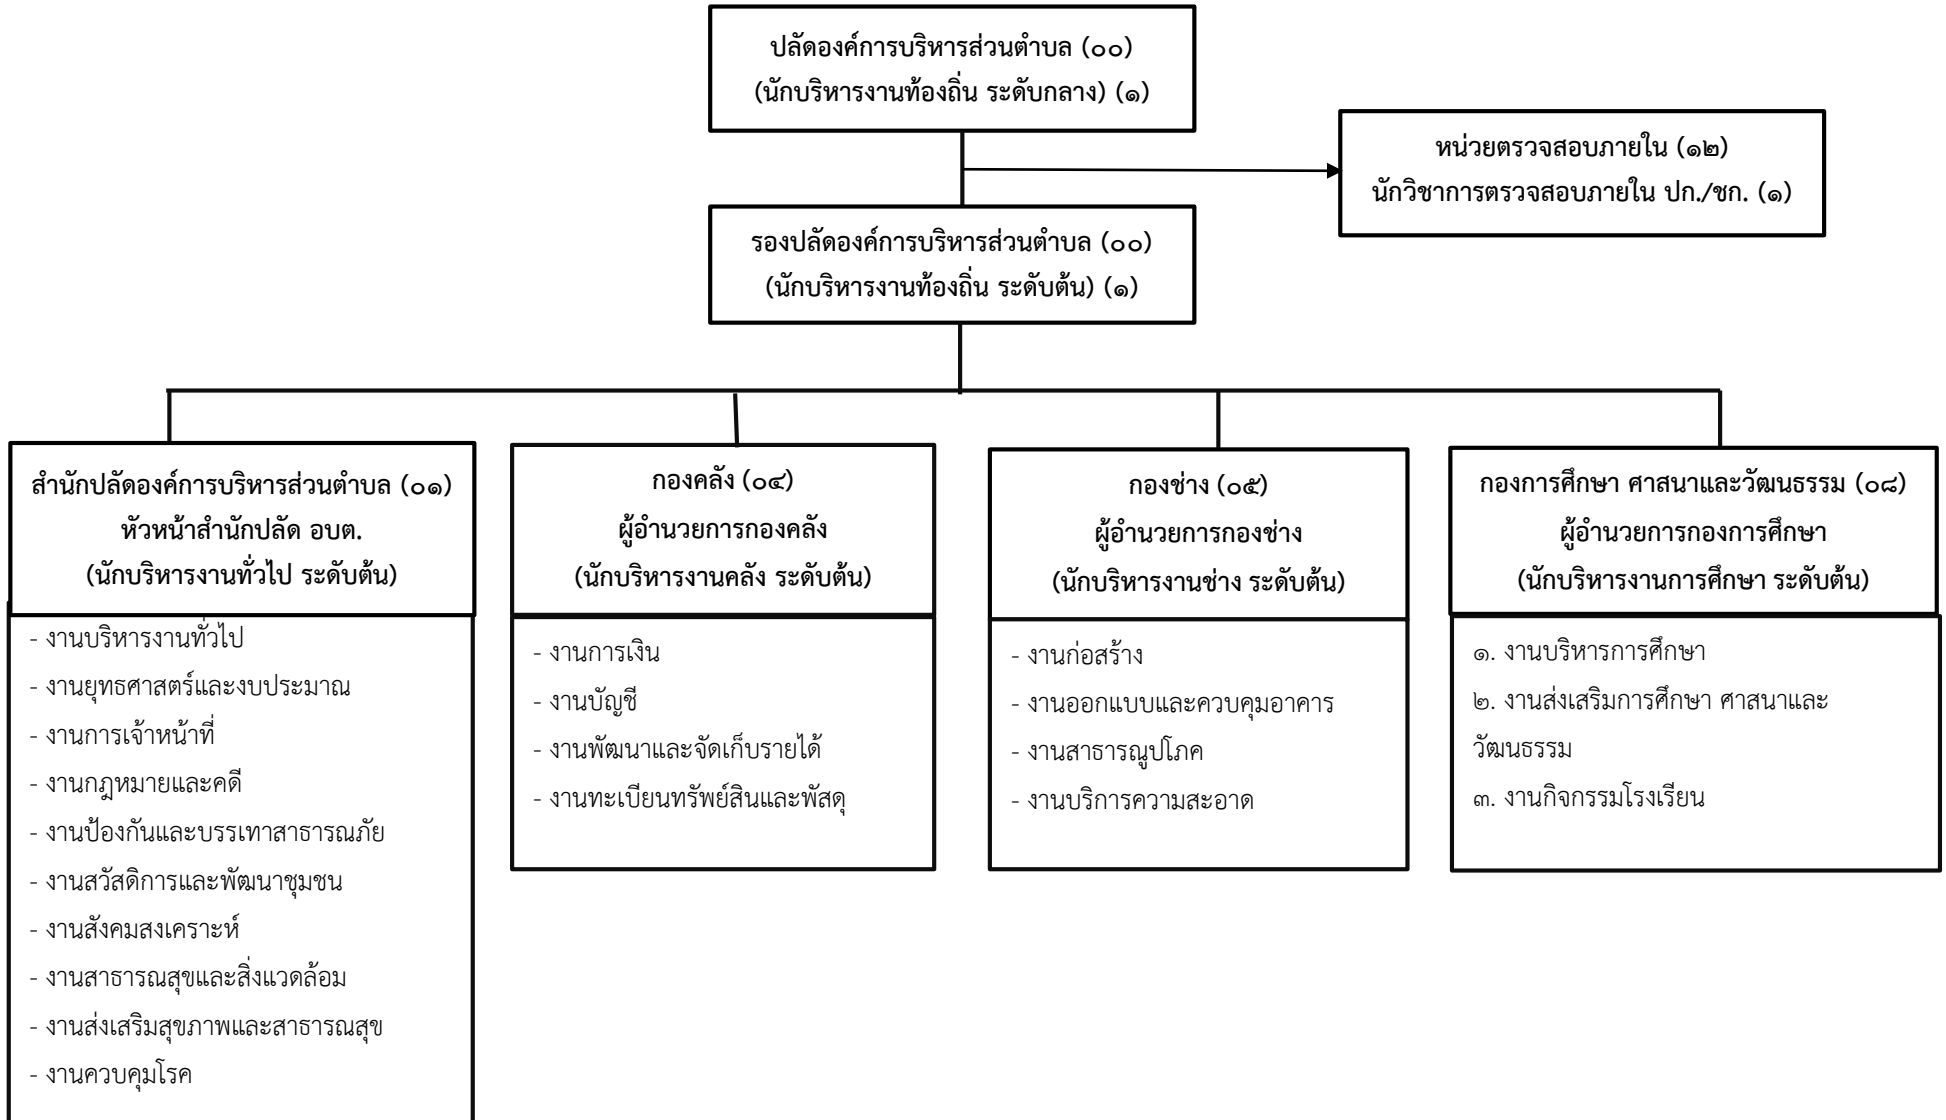 ปลัดองค์การบริหารส่วนตำบล (๐๐)
(นักบริหารงานท้องถิ่น ระดับกลาง) (๑)
หน่วยตรวจสอบภายใน (๑๒)
นักวิชาการตรวจสอบภายใน ปก./ชก. (๑)
รองปลัดองค์การบริหารส่วนตำบล (๐๐)
(นักบริหารงานท้องถิ่น ระดับต้น) (๑)
สำนักปลัดองค์การบริหารส่วนตำบล (๐๑)
หัวหน้าสำนักปลัด อบต.
(นักบริหารงานทั่วไป ระดับต้น)
- งานบริหารงานทั่วไป
- งานยุทธศาสตร์และงบประมาณ
- งานการเจ้าหน้าที่
- งานกฎหมายและคดี
- งานป้องกันและบรรเทาสาธารณภัย
- งานสวัสดิการและพัฒนาชุมชน
- งานสังคมสงเคราะห์
- งานสาธารณสุขและสิ่งแวดล้อม
- งานส่งเสริมสุขภาพและสาธารณสุข
- งานควบคุมโรค
กองคลัง (๐๔)
ผู้อำนวยการกองคลัง
(นักบริหารงานคลัง ระดับต้น)
- งานการเงิน
- งานบัญชี
- งานพัฒนาและจัดเก็บรายได้
- งานทะเบียนทรัพย์สินและพัสดุ
กองช่าง (๐๕)
ผู้อำนวยการกองช่าง
(นักบริหารงานช่าง ระดับต้น)
- งานก่อสร้าง
- งานออกแบบและควบคุมอาคาร
- งานสาธารณูปโภค
- งานบริการความสะอาด
กองการศึกษา ศาสนาและวัฒนธรรม (๐๘)
ผู้อำนวยการกองการศึกษา
(นักบริหารงานการศึกษา ระดับต้น)
๑. งานบริหารการศึกษา
๒. งานส่งเสริมการศึกษา ศาสนาและ
วัฒนธรรม
๓. งานกิจกรรมโรงเรียน